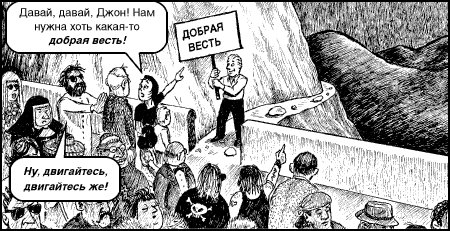 Давай, давай, Джон! Нам
нужна хоть какая-то
добрая весть!
ДОБРАЯ
ВЕСТЬ
Ну, двигайтесь,
двигайтесь же!